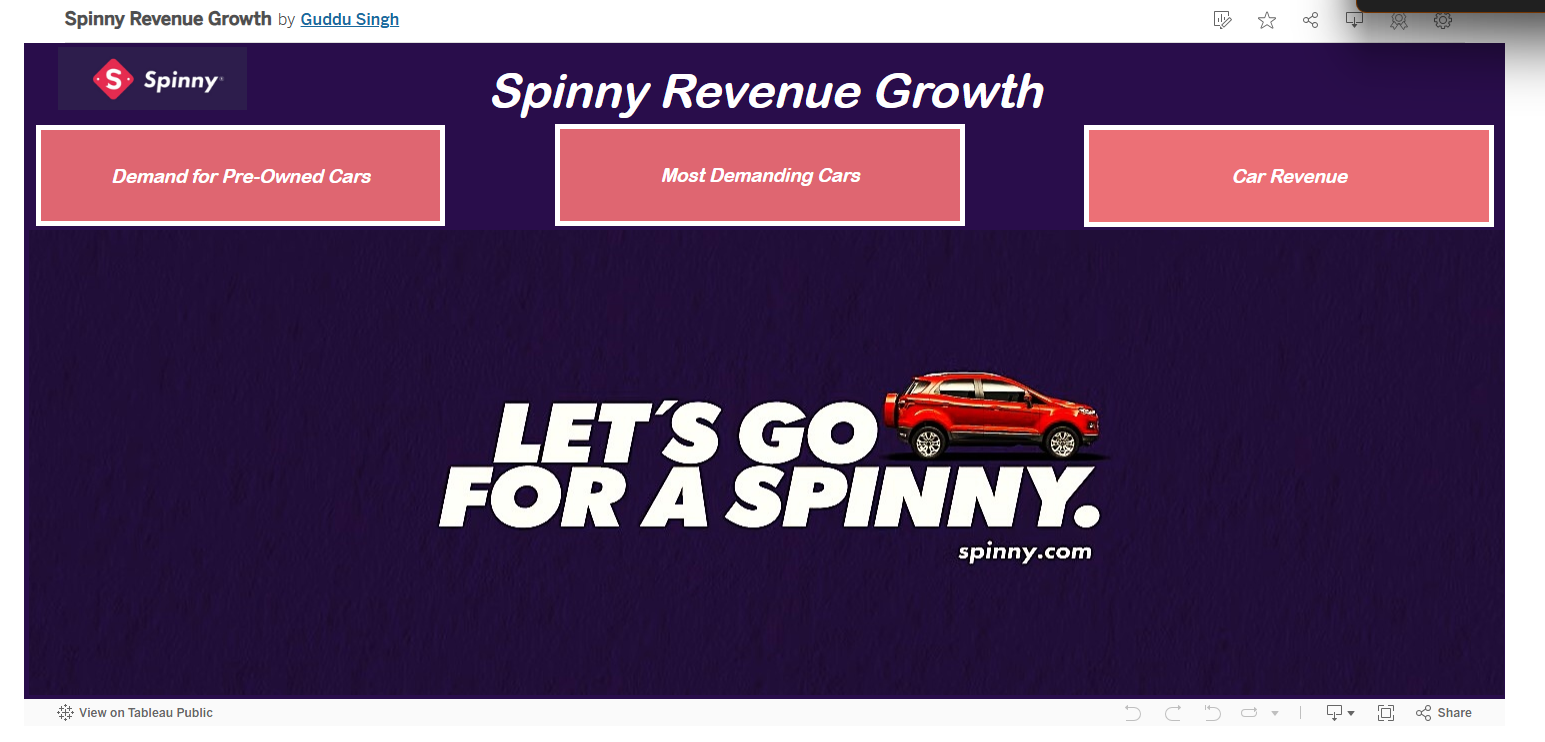 Spinny Revenue Growth by Guddu Singh
S Spinny
Spinny Revenue Growth
Demand for Pre-Owned Cars
Most Demanding Cars
Car Revenue
LET'S GO
FOR A SPINNY.
spinny.com
View on Tableau Public
Share